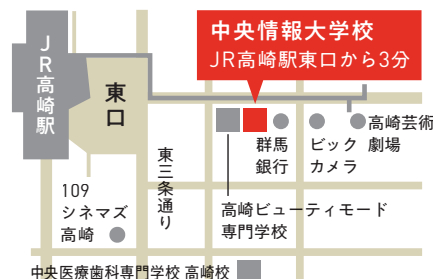 中央情報大学校
JR高崎駅東口から3分
JR高崎駅
東口
高崎芸術
劇場
群馬
銀行
ビック
カメラ
東三条通り
109
シネマズ
高崎
高崎ビューティモード
専門学校
中央医療歯科専門学校 高崎校